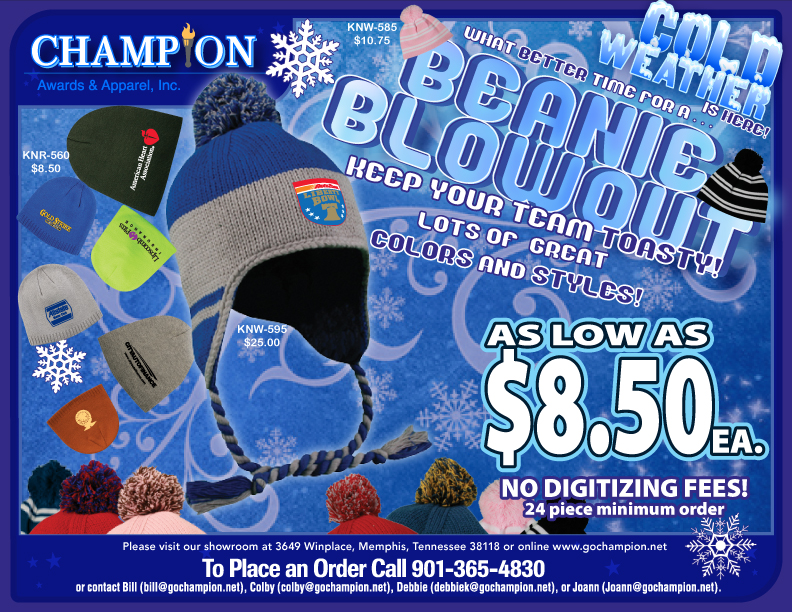 CHAMPION
Awards & Apparel, Inc.
KNW-585
$10.75
COLD
WEATHER
IS HERE!
WHAT BETTER TIME FOR A . . .
BEANIE
BLOWOUT
KEEP YOUR TEAM TOASTY!
LOTS OF GREAT
COLORS AND STYLES!
KNR-560
$8.50
American Heart
Association
GOLD STRIKE
LIBERTY
BOWL
KNW-595
$25.00
AS LOW AS
$8.50 EA.
NO DIGITIZING FEES!
24 piece minimum order
Please visit our showroom at 3649 Winplace, Memphis, Tennessee 38118 or online www.gochampion.net
To Place an Order Call 901-365-4830
or contact Bill (bill@gochampion.net), Colby (colby@gochampion.net), Debbie (debbiek@gochampion.net), or Joann (Joann@gochampion.net).